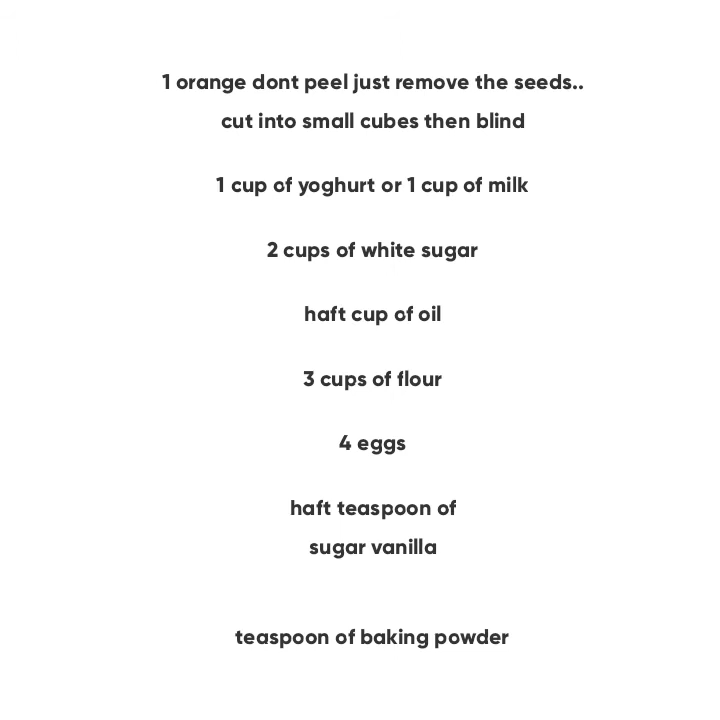 1 orange dont peel just remove the seeds..
cut into small cubes then blind
1 cup of yoghurt or 1 cup of milk
2 cups of white sugar
haft cup of oil
3 cups of flour
4 eggs
haft teaspoon of
sugar vanilla
teaspoon of baking powder